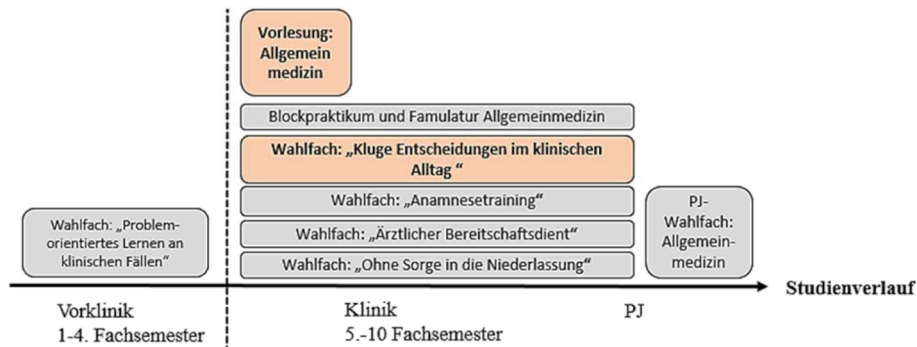 Vorlesung:
Allgemein
medizin
Blockpraktikum und Famulatur Allgemeinmedizin
Wahlfach: „Kluge Entscheidungen im klinischen
Alltag “
Wahlfach: „Anamnesetraining“
Wahlfach: „Ärztlicher Bereitschaftsdient“
Wahlfach: „Ohne Sorge in die Niederlassung“
Wahlfach: „Problem-
orientiertes Lernen an
klinischen Fällen“
PJ-
Wahlfach:
Allgemein-
medizin
Studienverlauf
Vorklinik
1-4. Fachsemester
Klinik
5.-10 Fachsemester
PJ